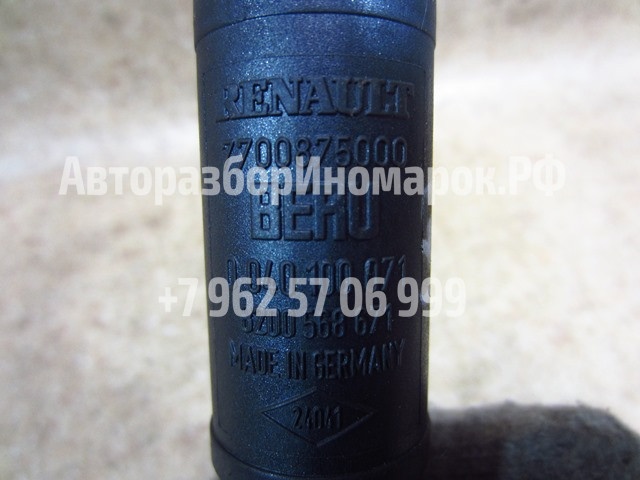 RENAULT
7700875000
АвторазборИномарок.РФ
BERU
0 040 100 071
+7 962 57 06 999
8200 568 671
MADE IN GERMANY
24041